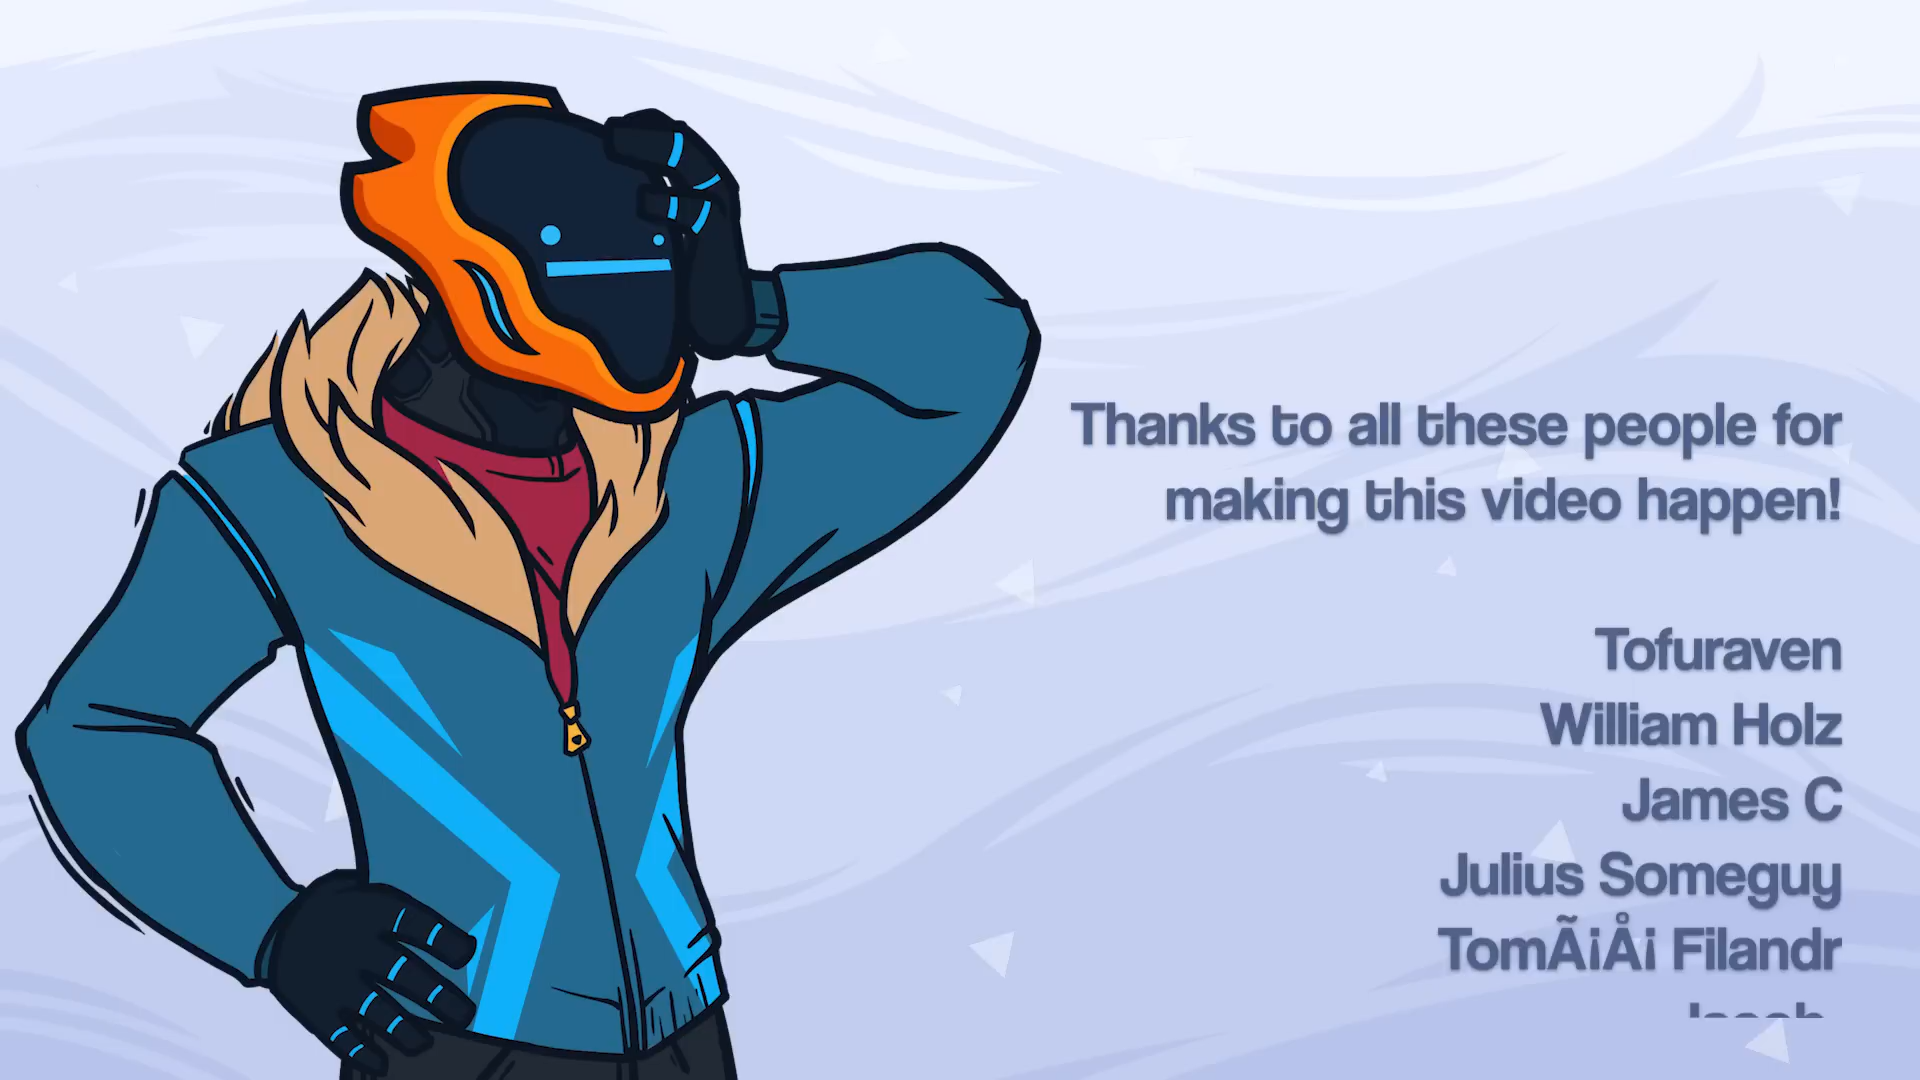 Thanks to all these people for
making this video happen!
Tofuraven
William Holz
James C
Julius Someguy
TomÃ¡Å¡ Filandr